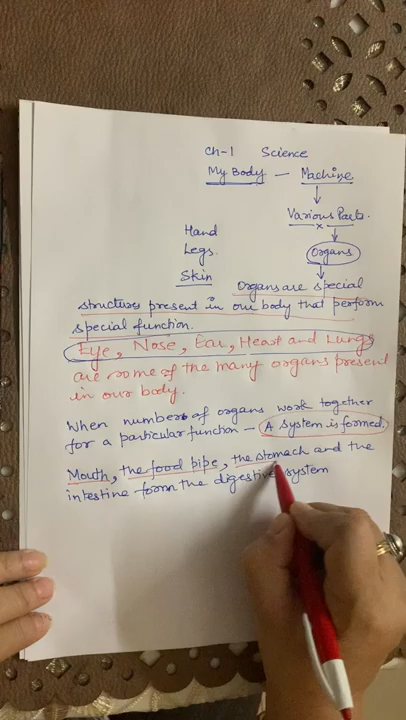 Ch-1 Science
My Body — Machine
Various Parts.
Hand
Organs
Legs.
Skin
Organs are special
structures present in our body that perform
special function.
Eye, Nose, Ear, Heart and Lungs
are some of the many organs present
in our body.
When number of organs work together
for a particular function - A system is formed.
Mouth, the food pipe, the stomach and the
intestine form the digestive system